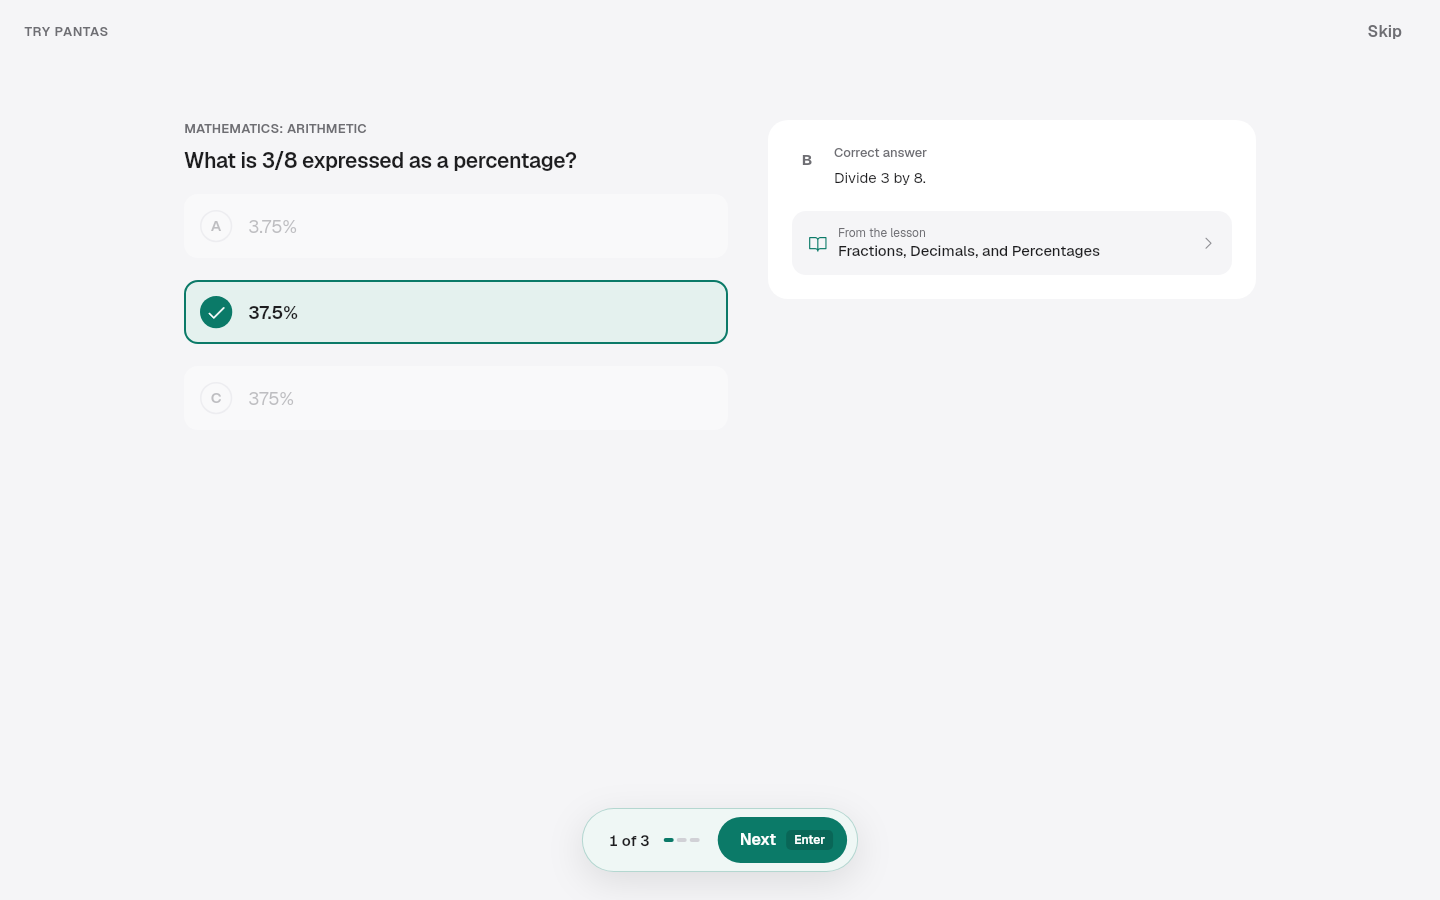 TRY PANTAS
Skip
MATHEMATICS: ARITHMETIC
What is 3/8 expressed as a percentage?
A 3.75%
37.5%
C 375%
B Correct answer
Divide 3 by 8.
From the lesson
Fractions, Decimals, and Percentages
1 of 3
Next Enter